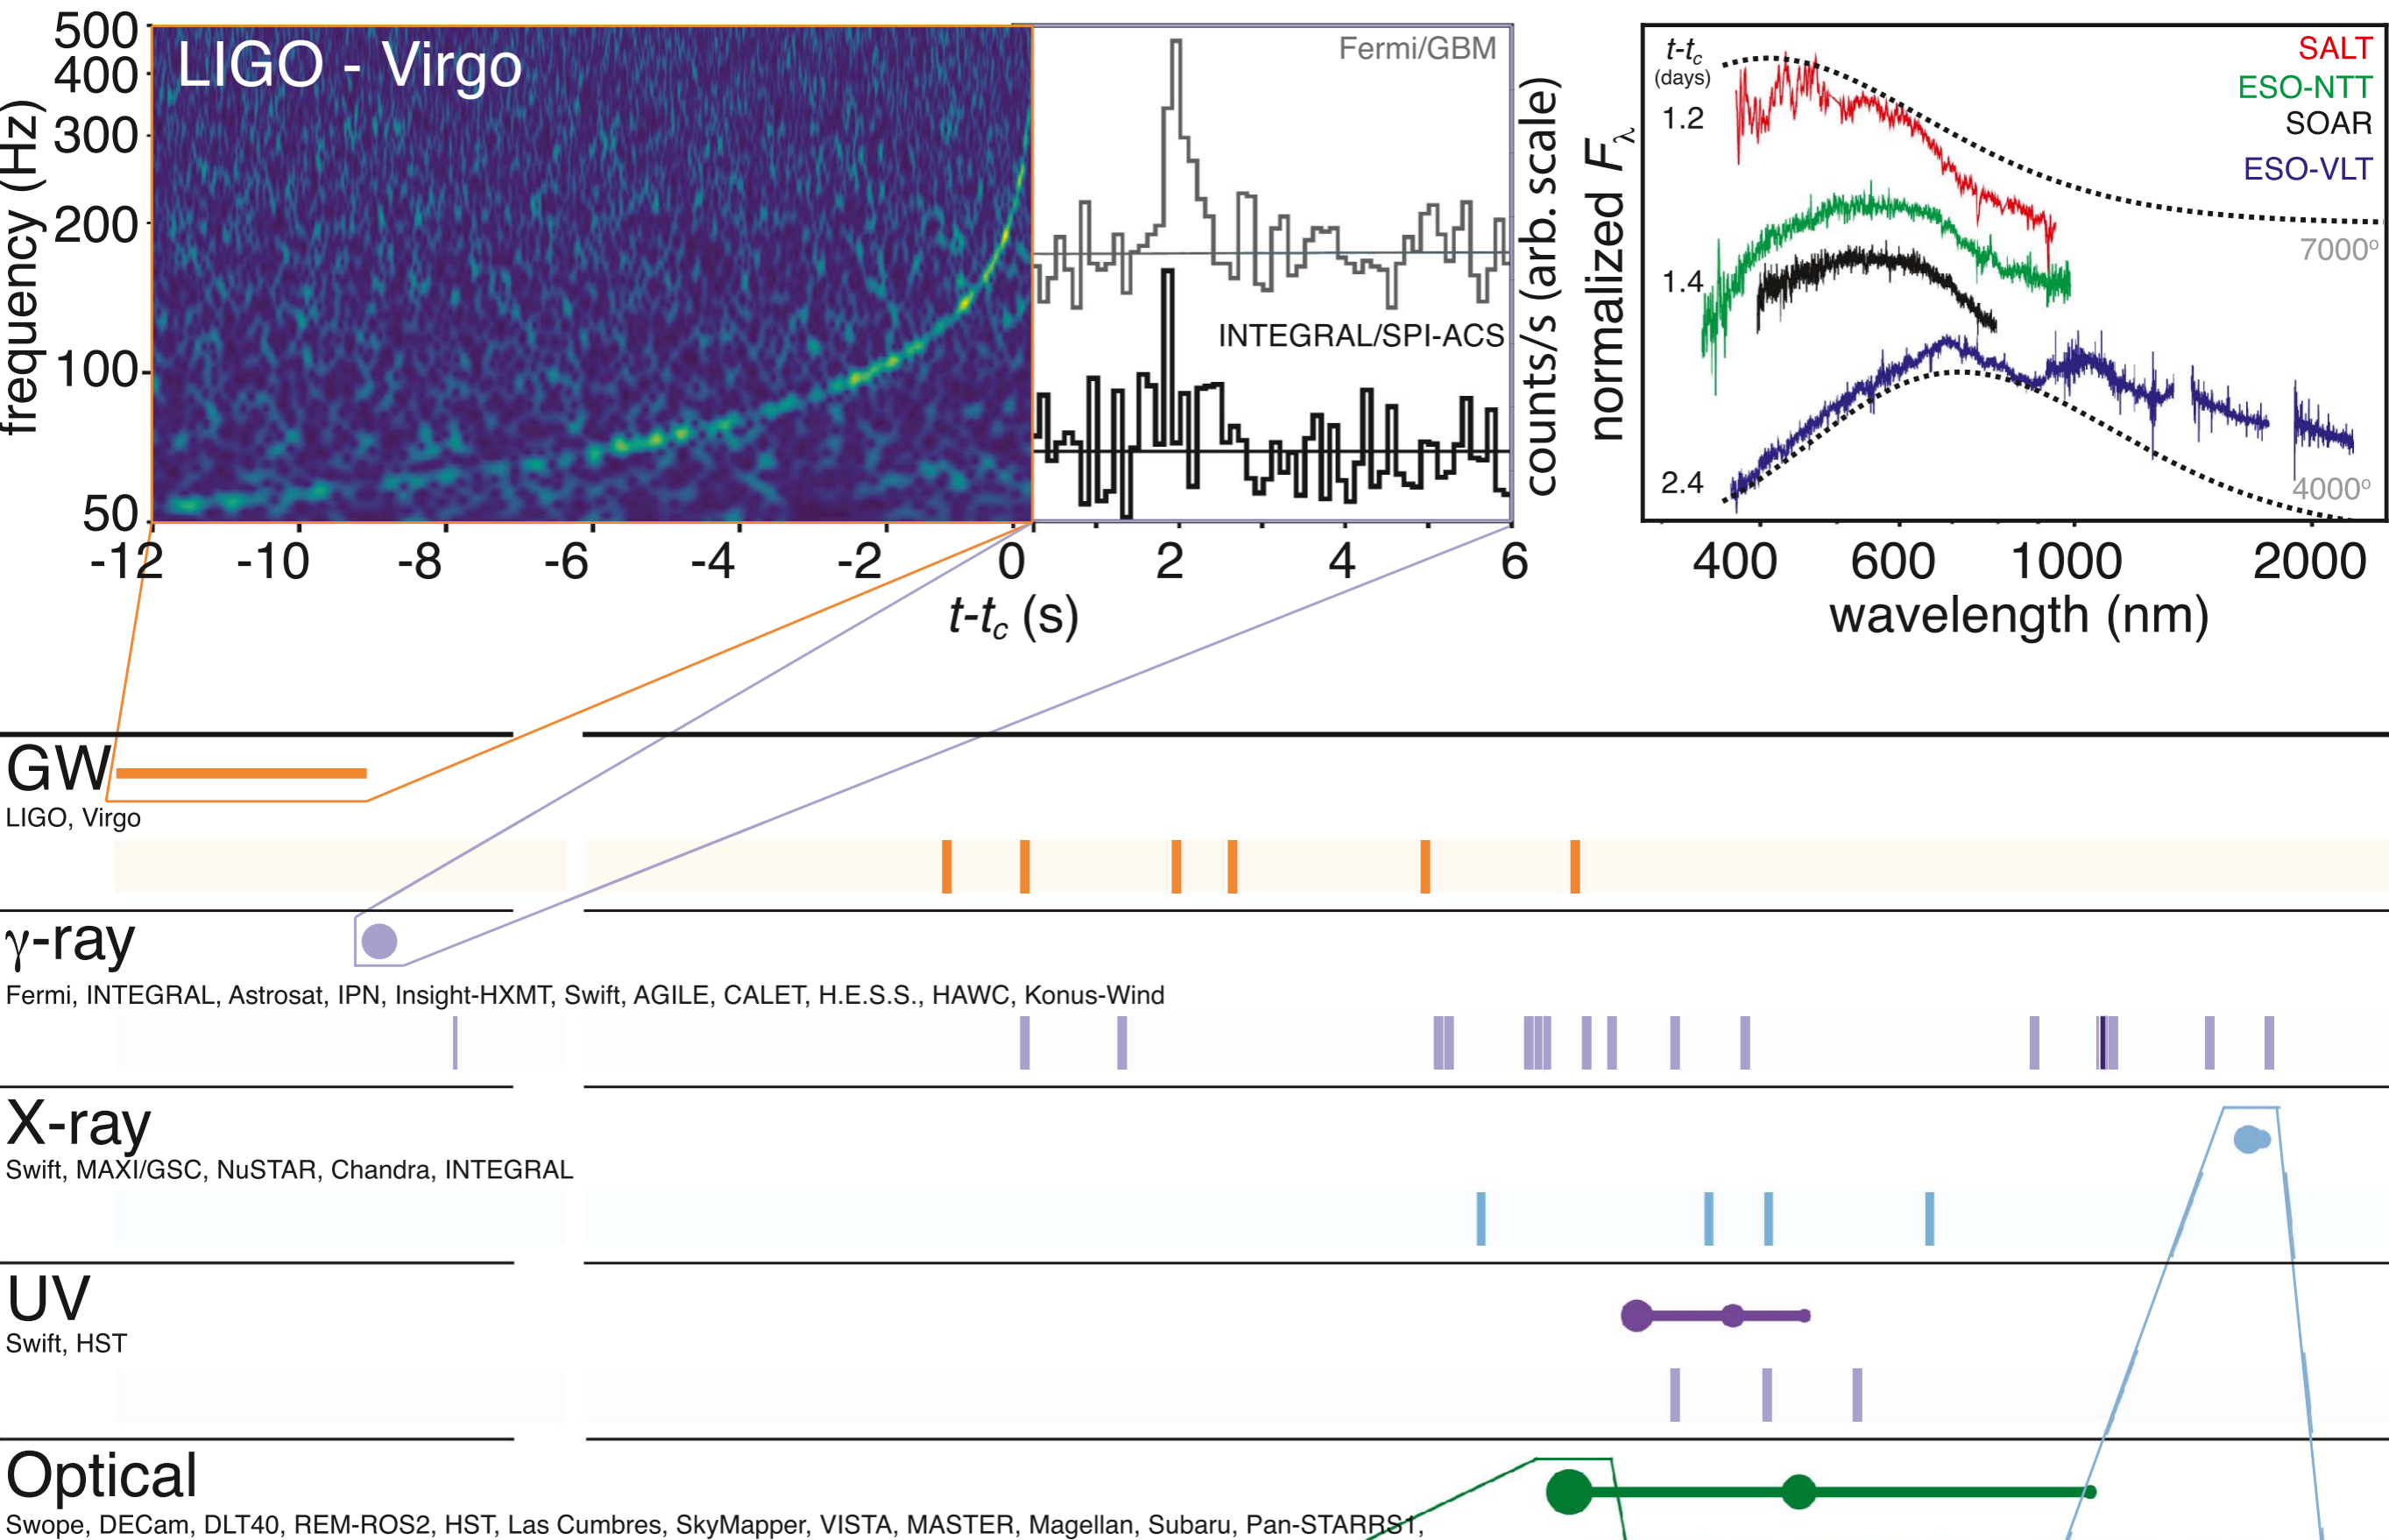 LIGO - Virgo
frequency (Hz)
500
400
300
200
100
50
-12 -10 -8 -6 -4 -2 0 2 4 6
t-tc (s)
Fermi/GBM
INTEGRAL/SPI-ACS
counts/s (arb. scale)
normalized Fλ
t-tc
(days)
1.2
1.4
2.4
SALT
ESO-NTT
SOAR
ESO-VLT
7000º
4000º
400 600 1000 2000
wavelength (nm)
GW
LIGO, Virgo
γ-ray
Fermi, INTEGRAL, Astrosat, IPN, Insight-HXMT, Swift, AGILE, CALET, H.E.S.S., HAWC, Konus-Wind
X-ray
Swift, MAXI/GSC, NuSTAR, Chandra, INTEGRAL
UV
Swift, HST
Optical
Swope, DECam, DLT40, REM-ROS2, HST, Las Cumbres, SkyMapper, VISTA, MASTER, Magellan, Subaru, Pan-STARRS1,